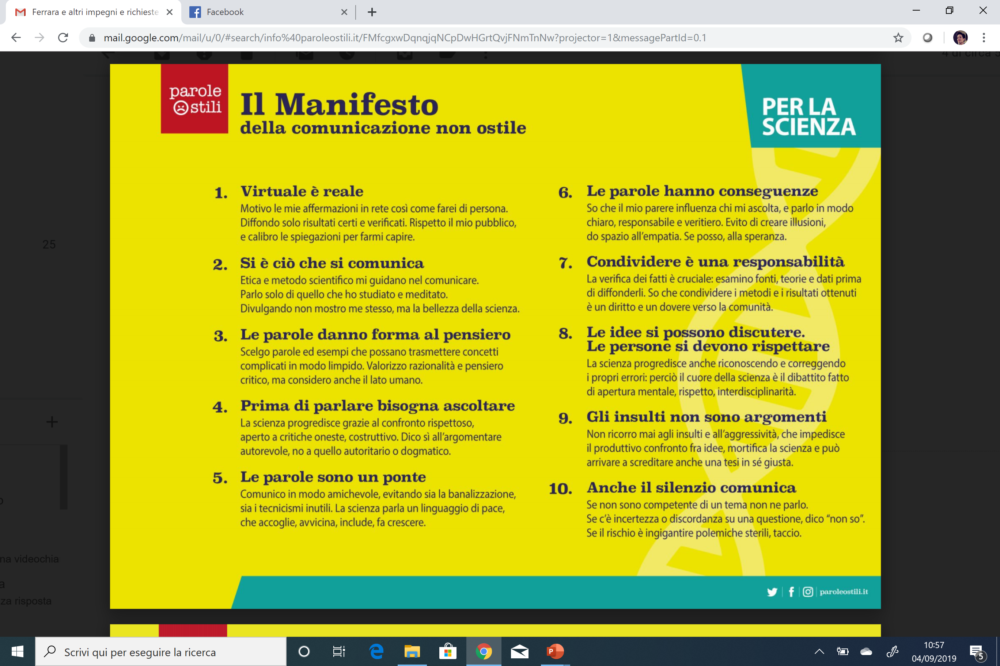 Ferrara e altri impegni e richieste
Facebook
mail.google.com/mail/u/0/#search/info%40paroleostili.it/FMfcgxwDqnqjqNCpDwHGrtQvjFNmTnNw?projector=1&messagePartId=0.1
4 di circa 5
parole
ostili
Il Manifesto
della comunicazione non ostile
PER LA
SCIENZA
1. Virtuale è reale
Motivo le mie affermazioni in rete così come farei di persona.
Diffondo solo risultati certi e verificati. Rispetto il mio pubblico,
e calibro le spiegazioni per farmi capire.
2. Si è ciò che si comunica
Etica e metodo scientifico mi guidano nel comunicare.
Parlo solo di quello che ho studiato e meditato.
Divulgando non mostro me stesso, ma la bellezza della scienza.
3. Le parole danno forma al pensiero
Scelgo parole ed esempi che possano trasmettere concetti
complicati in modo limpido. Valorizzo razionalità e pensiero
critico, ma considero anche il lato umano.
4. Prima di parlare bisogna ascoltare
La scienza progredisce grazie al confronto rispettoso,
aperto a critiche oneste, costruttivo. Dico sì all'argomentare
autorevole, no a quello autoritario o dogmatico.
5. Le parole sono un ponte
Comunico in modo amichevole, evitando sia la banalizzazione,
sia i tecnicismi inutili. La scienza parla un linguaggio di pace,
che accoglie, avvicina, include, fa crescere.
6. Le parole hanno conseguenze
So che il mio parere influenza chi mi ascolta, e parlo in modo
chiaro, responsabile e veritiero. Evito di creare illusioni,
do spazio all'empatia. Se posso, alla speranza.
7. Condividere è una responsabilità
La verifica dei fatti è cruciale: esamino fonti, teorie e dati prima
di diffonderli. So che condividere i metodi e i risultati ottenuti
è un diritto e un dovere verso la comunità.
8. Le idee si possono discutere.
Le persone si devono rispettare
La scienza progredisce anche riconoscendo e correggendo
i propri errori: perciò il cuore della scienza è il dibattito fatto
di apertura mentale, rispetto, interdisciplinarità.
9. Gli insulti non sono argomenti
Non ricorro mai agli insulti e all'aggressività, che impedisce
il produttivo confronto fra idee, mortifica la scienza e può
arrivare a screditare anche una tesi in sé giusta.
10. Anche il silenzio comunica
Se non sono competente di un tema non ne parlo.
Se c'è incertezza o discordanza su una questione, dico "non so".
Se il rischio è ingigantire polemiche sterili, taccio.
paroleostili.it
25
o
na videochia
a
za risposta
Scrivi qui per eseguire la ricerca
10:57
04/09/2019
5